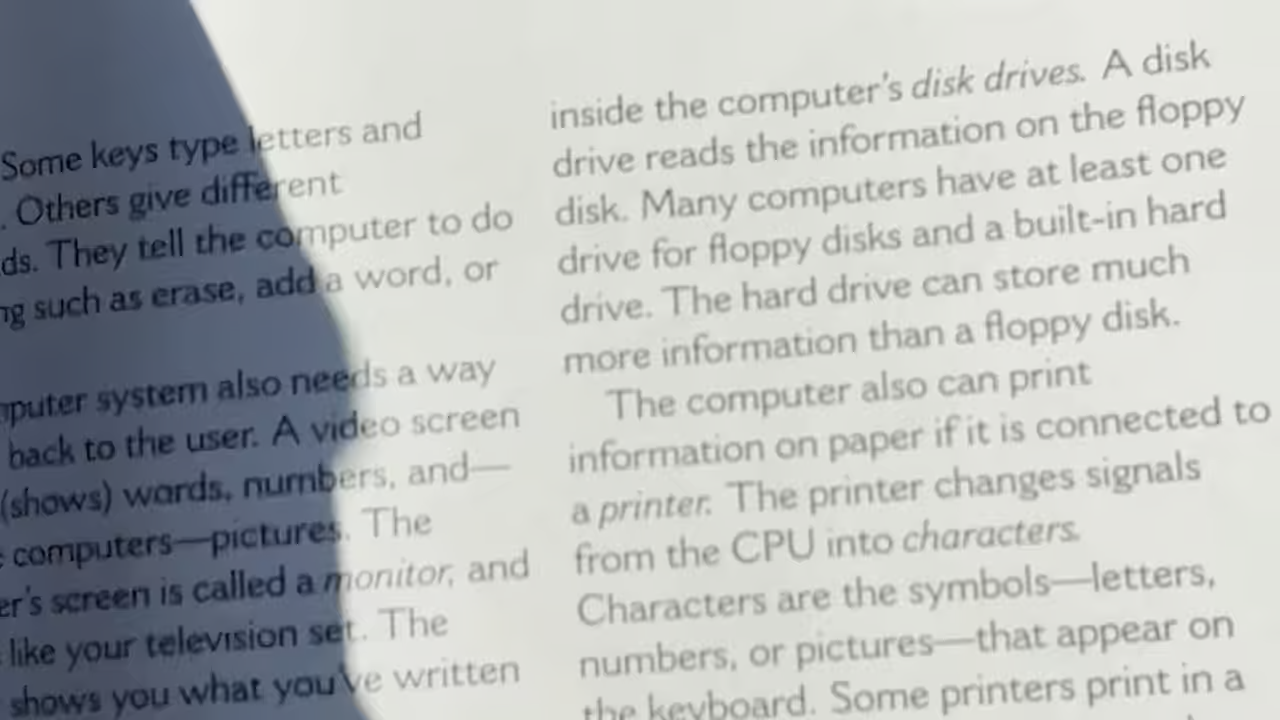 Some keys type letters and
. Others give different
ds. They tell the computer to do
ng such as erase, add a word, or
mputer system also needs a way
back to the user. A video screen
(shows) words, numbers, and—
computers—pictures. The
er's screen is called a monitor, and
like your television set. The
shows you what you've written
inside the computer's disk drives. A disk
drive reads the information on the floppy
disk. Many computers have at least one
drive for floppy disks and a built-in hard
drive. The hard drive can store much
more information than a floppy disk.
The computer also can print
information on paper if it is connected to
a printer. The printer changes signals
from the CPU into characters.
Characters are the symbols—letters,
numbers, or pictures—that appear on
the keyboard. Some printers print in a